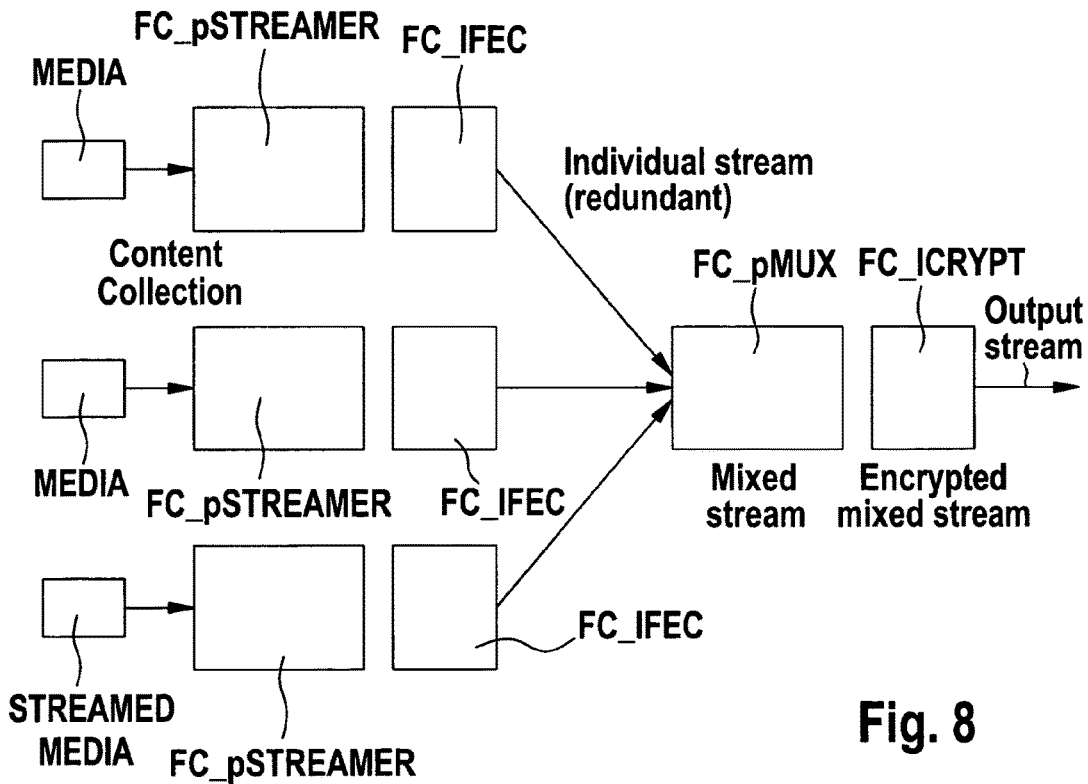 FC_pSTREAMER
FC_IFEC
MEDIA
Individual stream
(redundant)
Content
Collection
FC_pMUX
FC_ICRYPT
Output
stream
MEDIA
FC_pSTREAMER
FC_IFEC
Mixed
stream
Encrypted
mixed stream
FC_IFEC
STREAMED
MEDIA
FC_pSTREAMER
Fig. 8